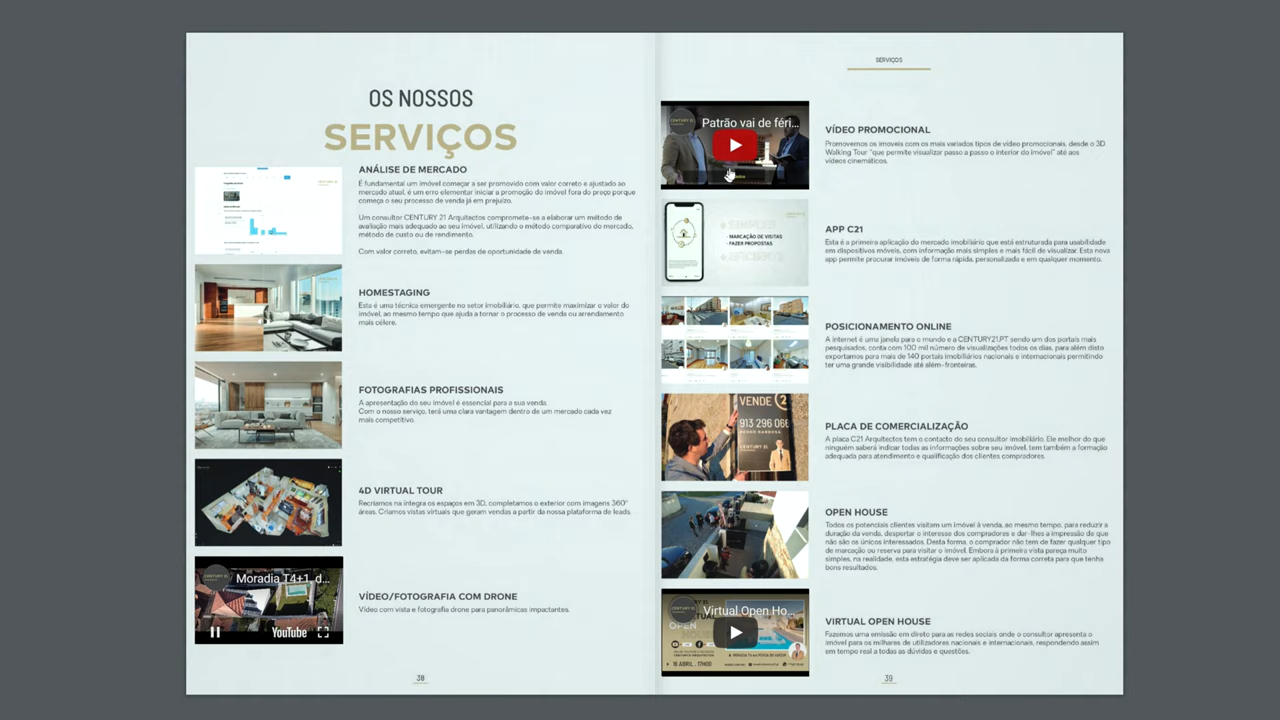 OS NOSSOS
SERVIÇOS
ANÁLISE DE MERCADO
É fundamental um imóvel começar a ser promovido com valor correto e ajustado ao
mercado atual, é um erro elementar iniciar a promoção do imóvel fora do preço porque
começa o seu processo de venda já em prejuízo.
Um consultor CENTURY 21 Arquitectos compromete-se a elaborar um método de
avaliação mais adequado ao seu imóvel, utilizando o método comparativo do mercado,
método de custo ou de rendimento.
Com valor correto, evitam-se perdas de oportunidade de venda.
HOMESTAGING
Esta é uma técnica emergente no setor imobiliário, que permite maximizar o valor do
imóvel, ao mesmo tempo que ajuda a tornar o processo de venda ou arrendamento
mais célere.
FOTOGRAFIAS PROFISSIONAIS
A apresentação do seu imóvel é essencial para a sua venda.
Com o nosso serviço, terá uma clara vantagem dentro de um mercado cada vez
mais competitivo.
4D VIRTUAL TOUR
Recriamos na íntegra os espaços em 3D, completamos o exterior com imagens 360º
áreas. Criamos vistas virtuais que geram vendas a partir da nossa plataforma de leads.
Moradia T4+1, d...
YouTube
VÍDEO/FOTOGRAFIA COM DRONE
Vídeo com vista e fotografia drone para panorâmicas impactantes.
38
SERVIÇOS
Patrão vai de féri...
VÍDEO PROMOCIONAL
Promovemos os imoveis com os mais variados tipos de video promocionais, desde o 3D
Walking Tour "que permite visualizar passo a passo o interior do imóvel" até aos
vídeos cinemáticos.
SIMPLES
- MARCAÇÃO DE VISITAS
- FAZER PROPOSTAS
APP C21
Esta é a primeira aplicação do mercado imobiliário que está estruturada para usabilidade
em dispositivos móveis, com informação mais simples e mais fácil de visualizar. Esta nova
app permite procurar imóveis de forma rápida, personalizada e em qualquer momento.
POSICIONAMENTO ONLINE
A internet é uma janela para o mundo e a CENTURY21.PT sendo um dos portais mais
pesquisados, conta com 100 mil número de visualizações todos os dias, para além disto
exportamos para mais de 140 portais imobiliários nacionais e internacionais permitindo
ter uma grande visibilidade até além-fronteiras.
VENDE
913 296 066
CENTURY 21
PLACA DE COMERCIALIZAÇÃO
A placa C21 Arquitectos tem o contacto do seu consultor imobiliário. Ele melhor do que
ninguém saberá indicar todas as informações sobre seu imóvel, tem também a formação
adequada para atendimento e qualificação dos clientes compradores.
OPEN HOUSE
Todos os potenciais clientes visitam um imóvel à venda, ao mesmo tempo, para reduzir a
duração da venda, despertar o interesse dos compradores e dar-lhes a impressão de que
não são os únicos interessados. Desta forma, o comprador não tem de fazer qualquer tipo
de marcação ou reserva para visitar o imóvel. Embora à primeira vista pareça muito
simples, na realidade, esta estratégia deve ser aplicada da forma correta para que tenha
bons resultados.
Virtual Open Ho...
OPEN
16 ABRIL . 17H00
VIRTUAL OPEN HOUSE
Fazemos uma emissão em direto para as redes sociais onde o consultor apresenta o
imóvel para os milhares de utilizadores nacionais e internacionais, respondendo assim
em tempo real a todas as dúvidas e questões.
39